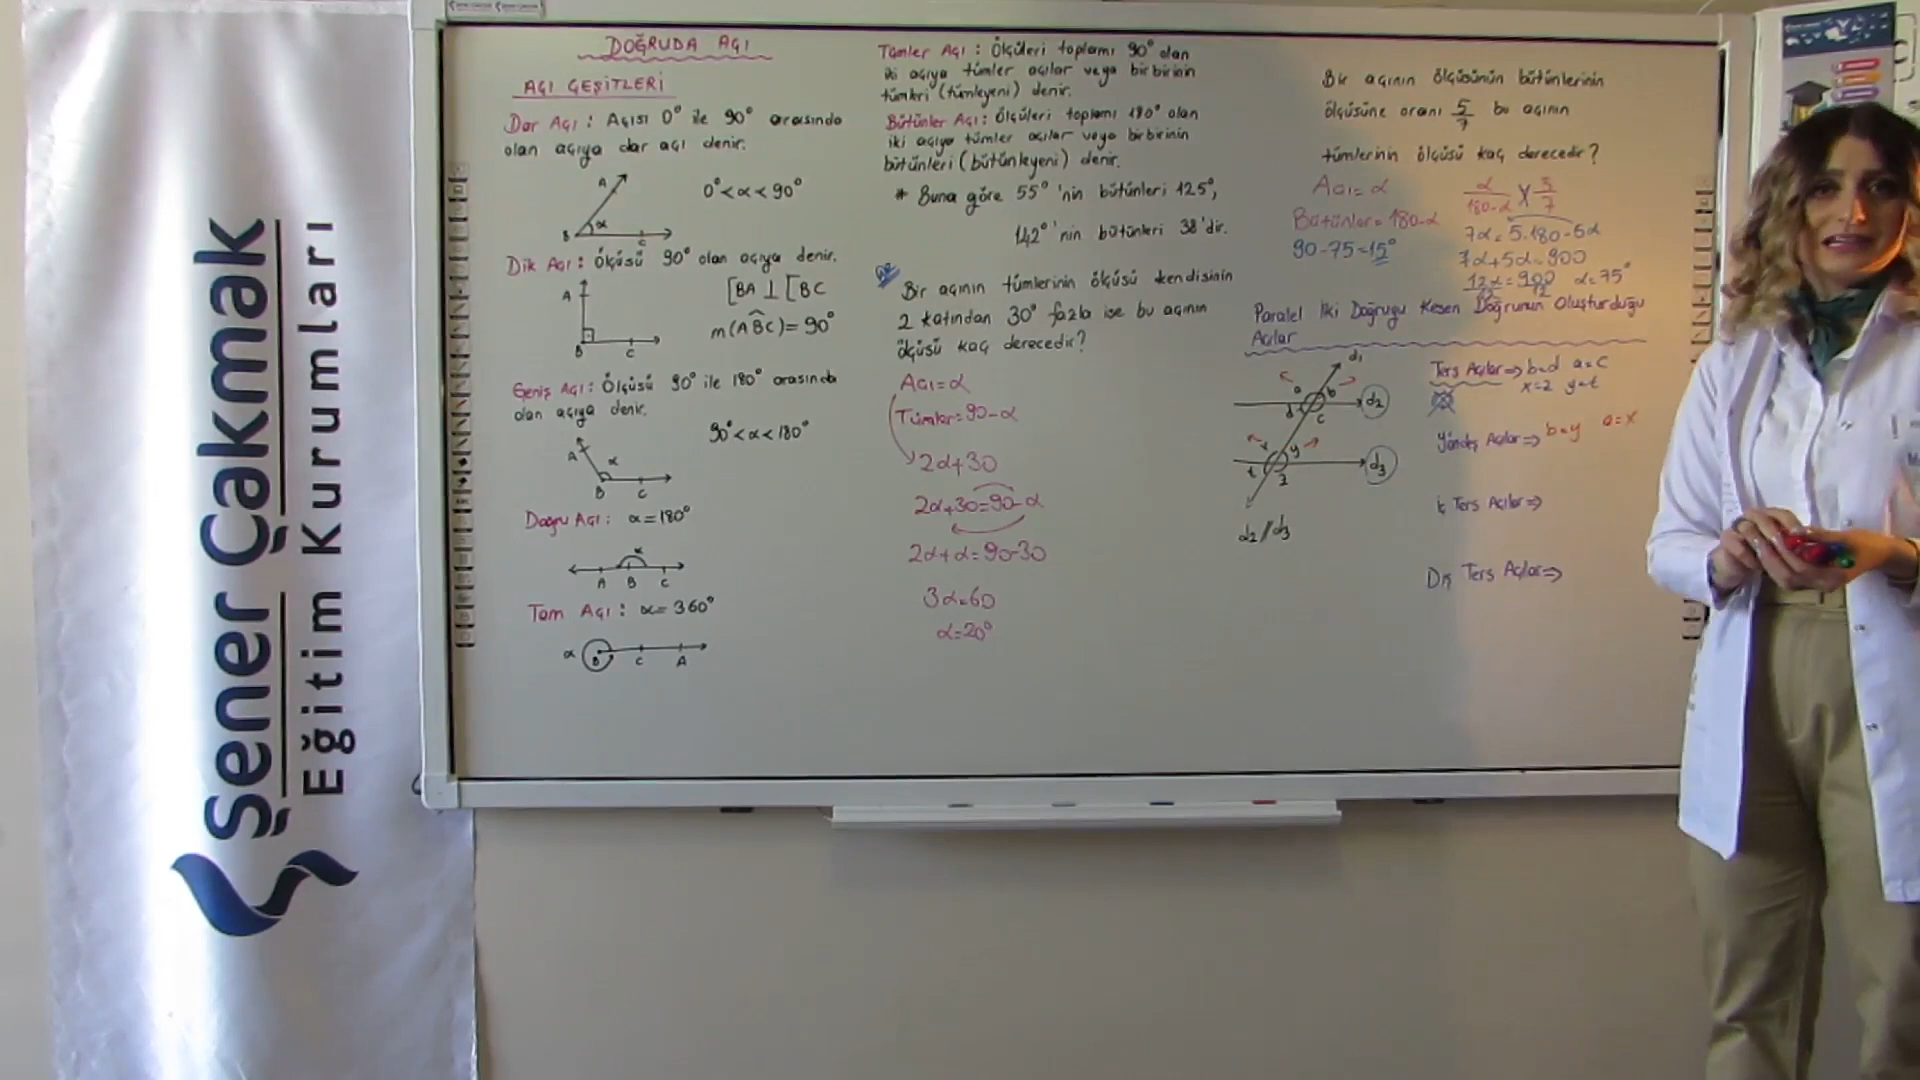 Şener Çakmak
Eğitim Kurumları
DOĞRUDA AÇI
AÇI ÇEŞİTLERİ
Dar Açı : Açısı 0° ile 90° arasında
olan açıya dar açı denir.
A
0° < α < 90°
α
B
C
Dik Açı : Ölçüsü 90° olan açıya denir.
A
[BA ⊥ [BC
m(ABC) = 90°
B
C
Geniş Açı : Ölçüsü 90° ile 180° arasında
olan açıya denir.
90° < α < 180°
A
α
B
C
Doğru Açı : α = 180°
α
A B C
Tam Açı : α = 360°
α B C A
Tümler Açı : Ölçüleri toplamı 90° olan
iki açıya tümler açılar veya birbirinin
tümleri (tümleyeni) denir.
Bütünler Açı : Ölçüleri toplamı 180° olan
iki açıya tümler açılar veya birbirinin
bütünleri (bütünleyeni) denir.
* Buna göre 55° 'nin bütünleri 125°,
142° 'nin bütünleri 38'dir.
Bir açının tümlerinin ölçüsü kendisinin
2 katından 30° fazla ise bu açının
ölçüsü kaç derecedir?
Açı = α
Tümler = 90 - α
2α + 30
2α + 30 = 90 - α
2α + α = 90 - 30
3α = 60
α = 20°
Bir açının ölçüsünün bütünlerinin
ölçüsüne oranı 5/7 bu açının
tümlerinin ölçüsü kaç derecedir?
Açı = α
α/180-α 5/7
Bütünler = 180 - α
7α = 5.180 - 5α
90 - 75 = 15°
7α + 5α = 900
12α/12 = 900/12 α = 75°
Paralel İki Doğruyu Kesen Doğrunun Oluşturduğu
Açılar
d₁
a b
d₂
d c
x y
d₃
t z
d₂ // d₃
Ters Açılar ⇒ b=d a=c
x=z y=t
Yöndeş Açılar ⇒ b=y a=x
İç Ters Açılar ⇒
Dış Ters Açılar ⇒